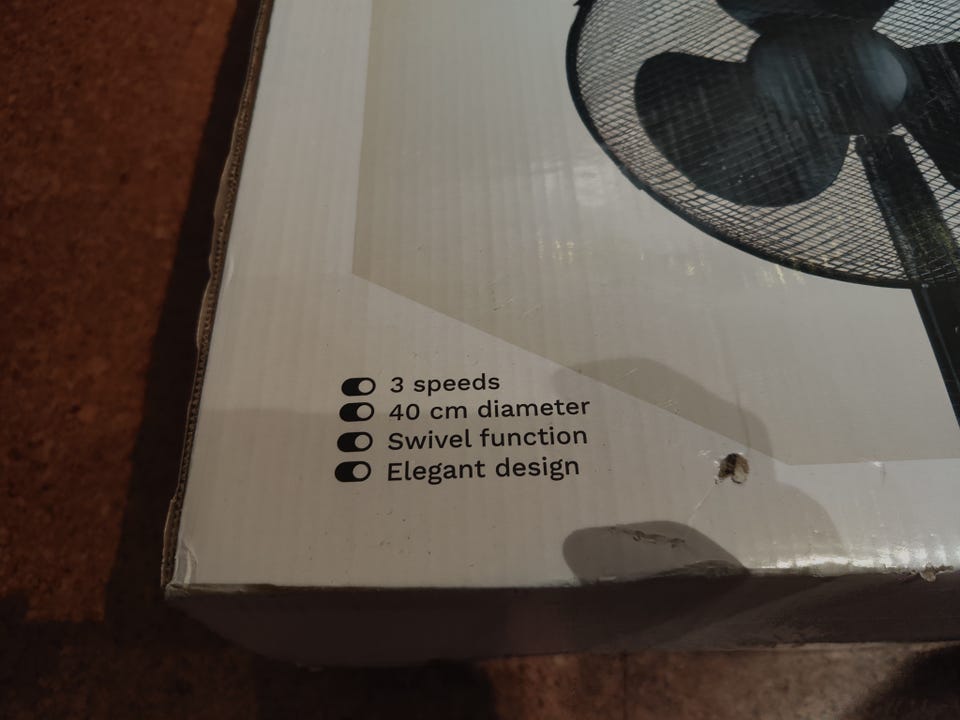 3 speeds
40 cm diameter
Swivel function
Elegant design